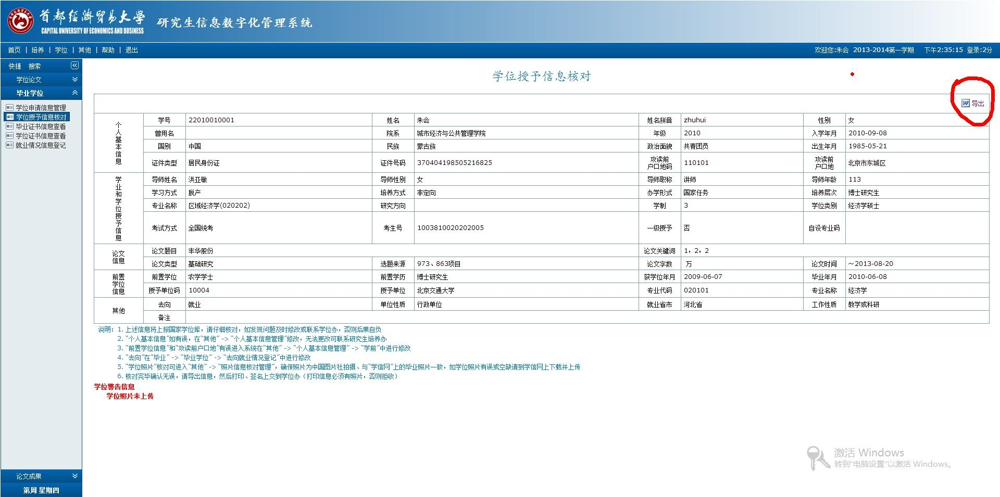 首都经济贸易大学
CAPITAL UNIVERSITY OF ECONOMICS AND BUSINESS
研究生信息数字化管理系统
首页 | 培养 | 学位 | 其他 | 帮助 | 退出
欢迎您:朱会 2013-2014第一学期 下午2:35:15 登录:2分
快捷 搜索
学位论文
毕业学位
学位申请信息管理
学位授予信息核对
毕业证书信息查看
学位证书信息查看
就业情况信息登记
论文成果
第周 星期四
学位授予信息核对
导出
个人基本信息
学号 22010010001 姓名 朱会 姓名拼音 zhuhui 性别 女
曾用名 院系 城市经济与公共管理学院 年级 2010 入学年月 2010-09-08
国别 中国 民族 蒙古族 政治面貌 共青团员 出生年月 1985-05-21
证件类型 居民身份证 证件号码 370404198505216825 攻读前户口地码 110101 攻读前户口地 北京市东城区
学业和学位授予信息
导师姓名 洪亚敏 导师性别 女 导师职称 讲师 导师年龄 113
学习方式 脱产 培养方式 非定向 办学形式 国家任务 培养层次 博士研究生
专业名称 区域经济学(020202) 研究方向 学制 3 学位类别 经济学硕士
考试方式 全国统考 考生号 1003810020202005 一级授予 否 自设专业码
论文信息
论文题目 丰华股份 论文关键词 1，2，2
论文类型 基础研究 选题来源 973、863项目 论文字数 万 论文时间 ～2013-08-20
前置学位信息
前置学位 农学学士 前置学历 博士研究生 获学位年月 2009-06-07 毕业年月 2010-06-08
授予单位码 10004 授予单位 北京交通大学 专业代码 020101 专业名称 经济学
其他
去向 就业 单位性质 行政单位 就业省市 河北省 工作性质 教学或科研
备注
说明：1. 上述信息将上报国家学位库，请仔细核对，如发现问题及时修改或联系学位办，否则后果自负
2. “个人基本信息”如有误，在“其他” -> “个人基本信息管理”修改，无法更改可联系研究生培养办
3. “前置学位信息”和“攻读前户口地”有误进入系统在“其他” -> “个人基本信息管理” -> “学前”中进行修改
4. “去向”在“毕业” -> “毕业学位” -> “去向就业情况登记”中进行修改
5. “学位照片”核对可进入“其他” -> “照片信息核对管理”，确保照片为中国图片社拍摄、与“学信网”上的毕业照片一致，如学位照片有误或空缺请到学信网上下载并上传
6. 核对完毕确认无误，请导出信息，然后打印、签名上交到学位办（打印信息必须有照片，否则拒收）
学位警告信息
学位照片未上传
激活 Windows
转到“电脑设置”以激活 Windows。